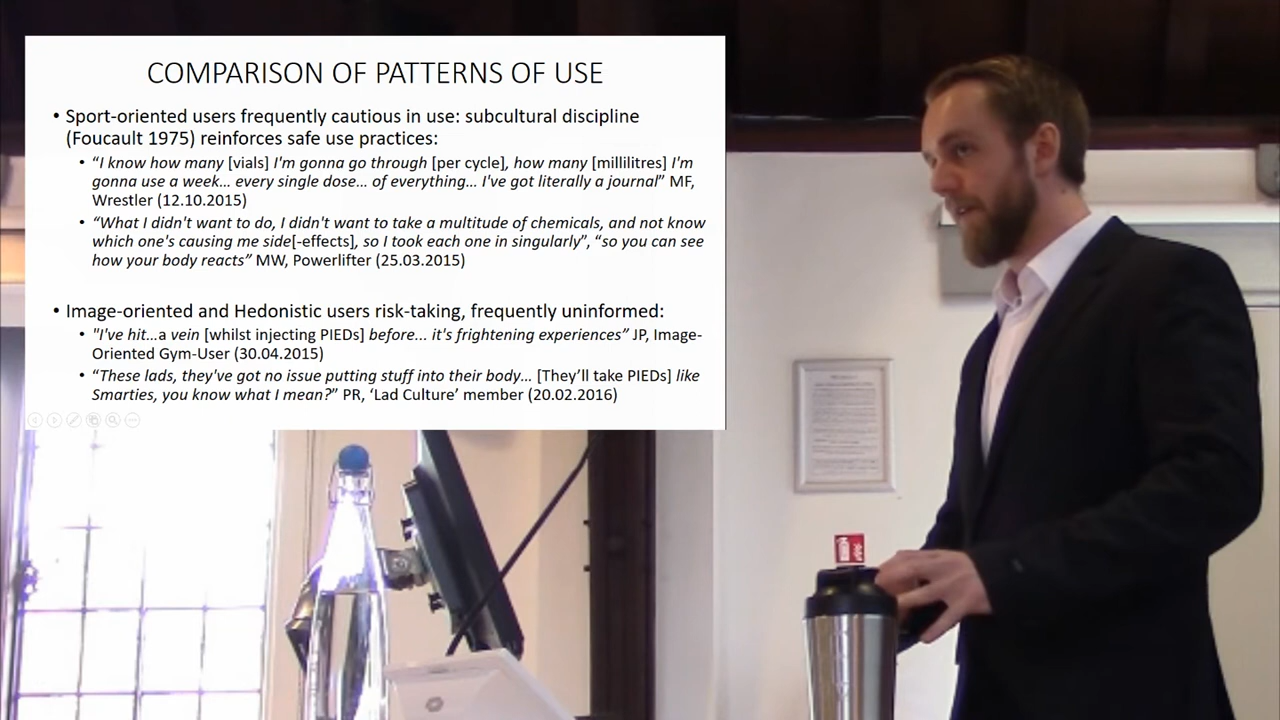 COMPARISON OF PATTERNS OF USE
• Sport-oriented users frequently cautious in use: subcultural discipline
(Foucault 1975) reinforces safe use practices:
• “I know how many [vials] I'm gonna go through [per cycle], how many [millilitres] I'm
gonna use a week… every single dose… of everything… I've got literally a journal” MF,
Wrestler (12.10.2015)
• “What I didn't want to do, I didn't want to take a multitude of chemicals, and not know
which one's causing me side[-effects], so I took each one in singularly”, “so you can see
how your body reacts” MW, Powerlifter (25.03.2015)
• Image-oriented and Hedonistic users risk-taking, frequently uninformed:
• "I've hit…a vein [whilst injecting PIEDs] before... it's frightening experiences” JP, Image-
Oriented Gym-User (30.04.2015)
• “These lads, they've got no issue putting stuff into their body… [They’ll take PIEDs] like
Smarties, you know what I mean?” PR, ‘Lad Culture’ member (20.02.2016)